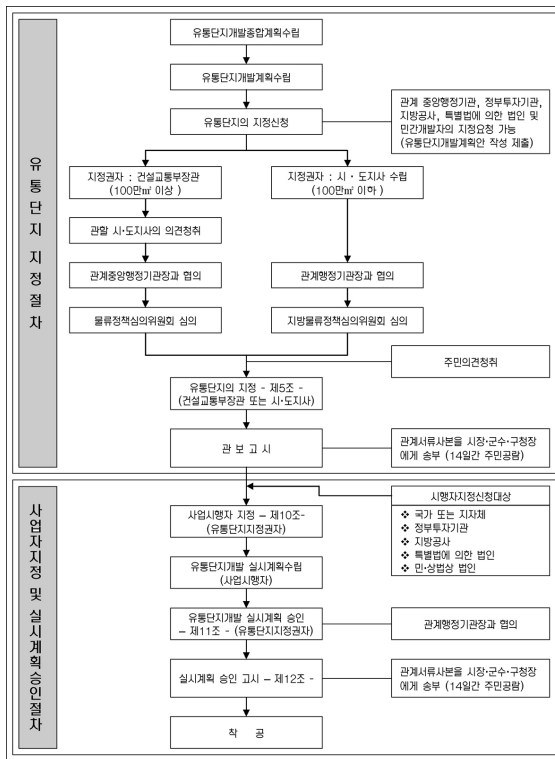 유통단지 지정절차
유통단지개발종합계획수립
유통단지개발계획수립
유통단지의 지정신청
관계 중앙행정기관, 정부투자기관,
지방공사, 특별법에 의한 법인 및
민간개발자의 지정요청 가능
(유통단지개발계획안 작성 제출)
지정권자 : 건설교통부장관
(100만㎡ 이상)
지정권자 : 시・도지사 수립
(100만㎡ 이하)
관할 시・도지사의 의견청취
관계중앙행정기관장과 협의
관계행정기관장과 협의
물류정책심의위원회 심의
지방물류정책심의위원회 심의
주민의견청취
유통단지의 지정 - 제5조 -
(건설교통부장관 또는 시・도지사)
관 보 고 시
관계서류사본을 시장・군수・구청장
에게 송부 (14일간 주민공람)
사업자지정 및 실시계획승인절차
시행자지정신청대상
❖ 국가 또는 지자체
❖ 정부투자기관
❖ 지방공사
❖ 특별법에 의한 법인
❖ 민・상법상 법인
사업시행자 지정 – 제10조-
(유통단지지정권자)
유통단지개발 실시계획수립
(사업시행자)
유통단지개발 실시계획 승인
– 제11조 - (유통단지지정권자)
관계행정기관장과 협의
실시계획 승인 고시 – 제12조 -
관계서류사본을 시장・군수・구청장
에게 송부 (14일간 주민공람)
착 공